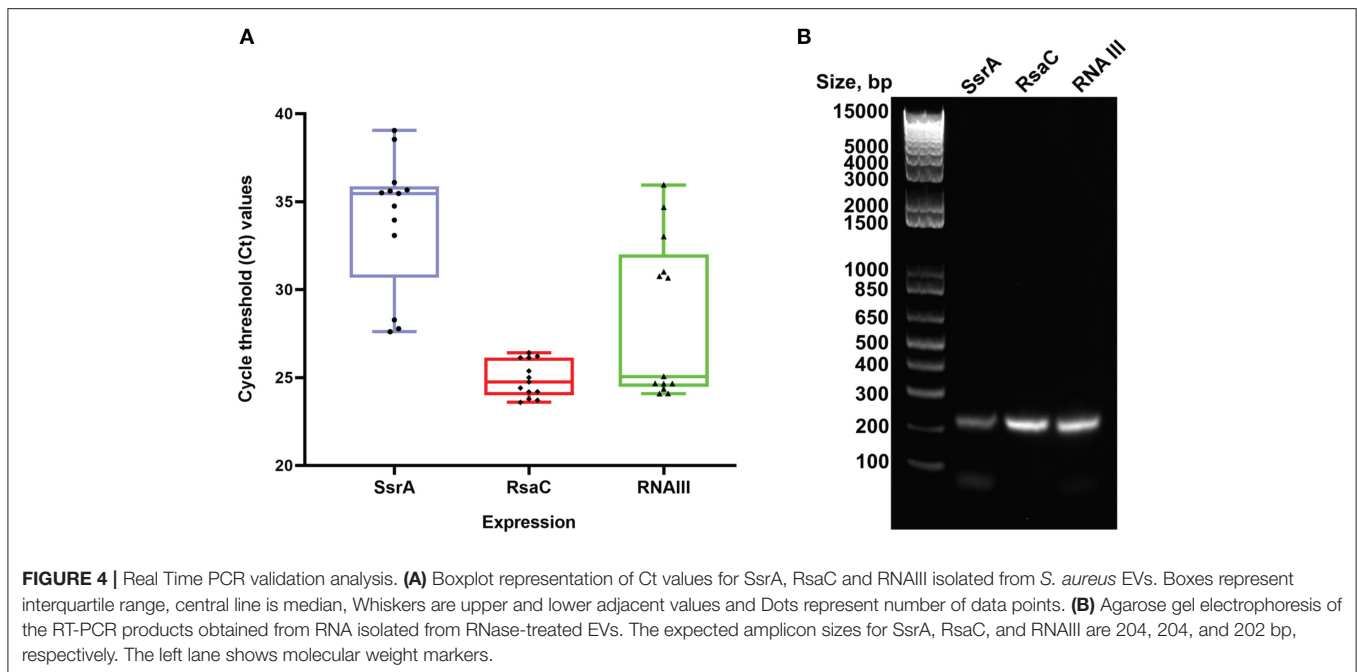 A
B
Cycle threshold (Ct) values
40
35
30
25
20
SsrA
RsaC
RNAIII
Expression
SsrA
RsaC
RNA III
Size, bp
15000
5000
4000
3000
2000
1500
1000
850
650
500
400
300
200
100
FIGURE 4 | Real Time PCR validation analysis. (A) Boxplot representation of Ct values for SsrA, RsaC and RNAIII isolated from S. aureus EVs. Boxes represent
interquartile range, central line is median, Whiskers are upper and lower adjacent values and Dots represent number of data points. (B) Agarose gel electrophoresis of
the RT-PCR products obtained from RNA isolated from RNase-treated EVs. The expected amplicon sizes for SsrA, RsaC, and RNAIII are 204, 204, and 202 bp,
respectively. The left lane shows molecular weight markers.